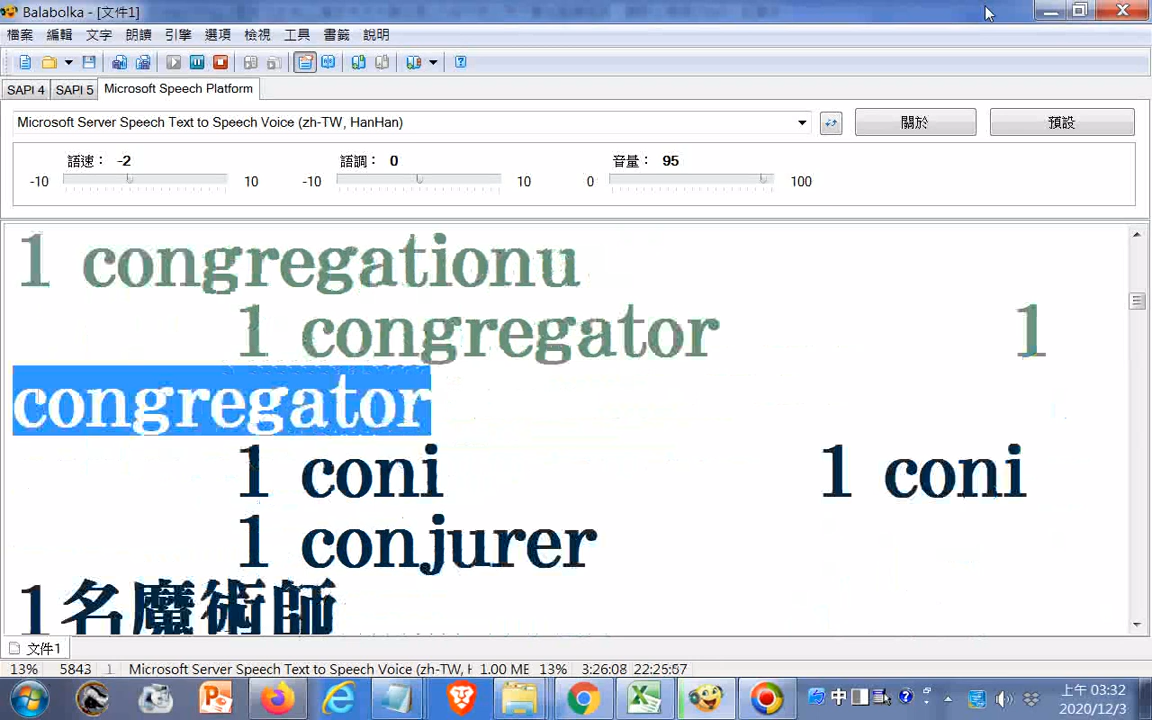 Balabolka - [文件1]
檔案 編輯 文字 朗讀 引擎 選項 檢視 工具 書籤 說明
SAPI 4 SAPI 5 Microsoft Speech Platform
Microsoft Server Speech Text to Speech Voice (zh-TW, HanHan) 關於 預設
語速： -2 語調： 0 音量： 95
-10 10 -10 10 0 100
1 congregationu
1 congregator 1
congregator
1 coni 1 coni
1 conjurer
1名魔術師
文件1
13% 5843 1 Microsoft Server Speech Text to Speech Voice (zh-TW, 1.00 ME 13% 3:26:08 22:25:57
中 上午 03:32
2020/12/3